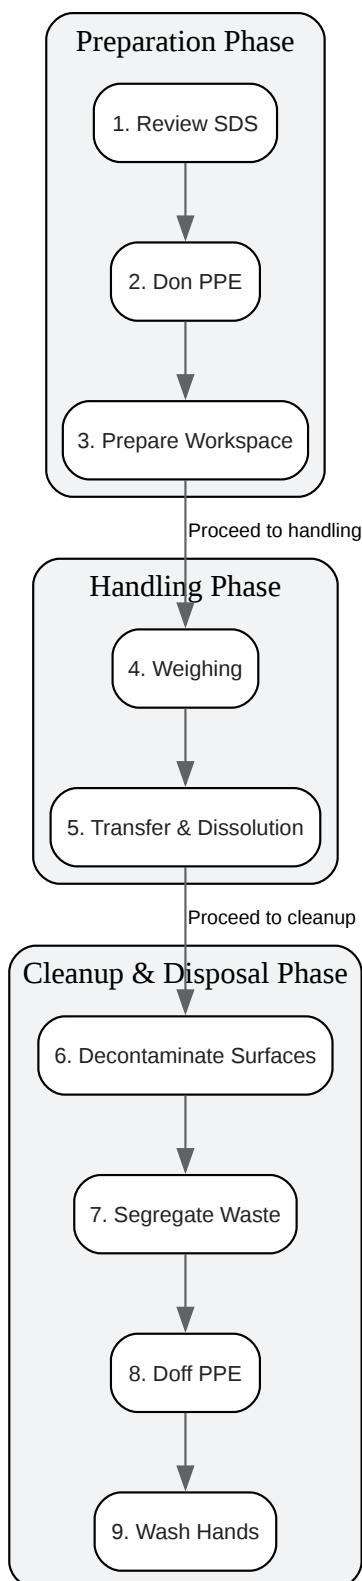 Preparation Phase
1. Review SDS
2. Don PPE
3. Prepare Workspace
Proceed to handling
Handling Phase
4. Weighing
5. Transfer & Dissolution
Proceed to cleanup
Cleanup & Disposal Phase
6. Decontaminate Surfaces
7. Segregate Waste
8. Doff PPE
9. Wash Hands